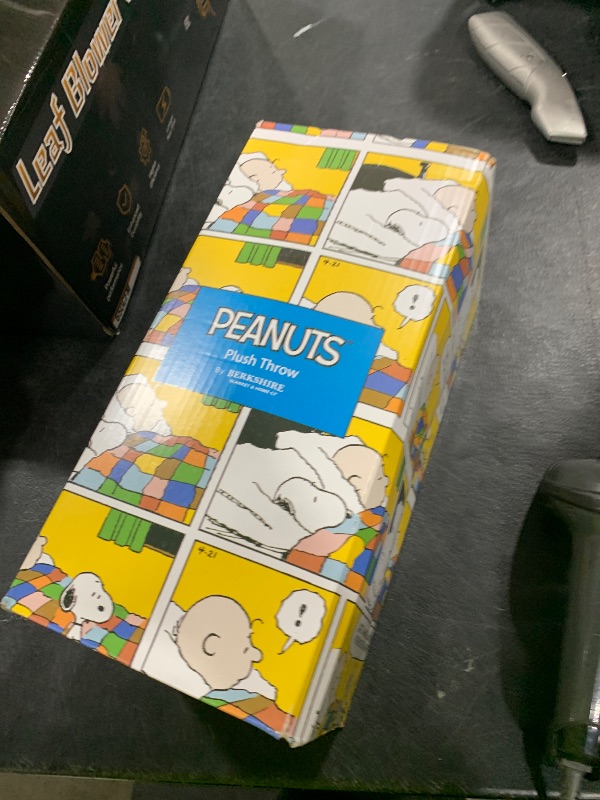 Leaf Blower
PEANUTS
Plush Throw
By BERKSHIRE
BLANKET & HOME CO
4-21
!
4-21
!